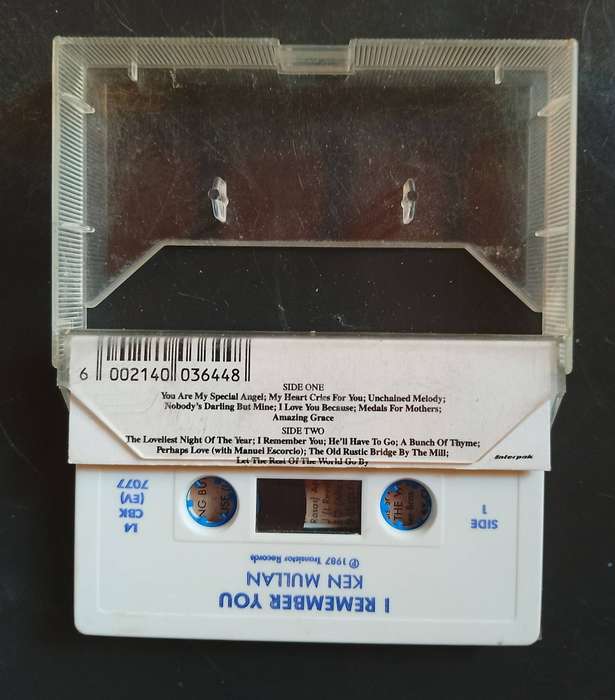 6 002140 036448
SIDE ONE
You Are My Special Angel; My Heart Cries For You; Unchained Melody;
Nobody's Darling But Mine; I Love You Because; Medals For Mothers;
Amazing Grace
SIDE TWO
The Loveliest Night Of The Year; I Remember You; He'll Have To Go; A Bunch Of Thyme;
Perhaps Love (with Manuel Escorcio); The Old Rustic Bridge By The Mill;
Let The Rest Of The World Go By
Interpak
I REMEMBER YOU
KEN MULLAN
℗ 1987 Transistor Records
SIDE
1
L4
CBK
(EV)
7077
NG BU
USE
THE W